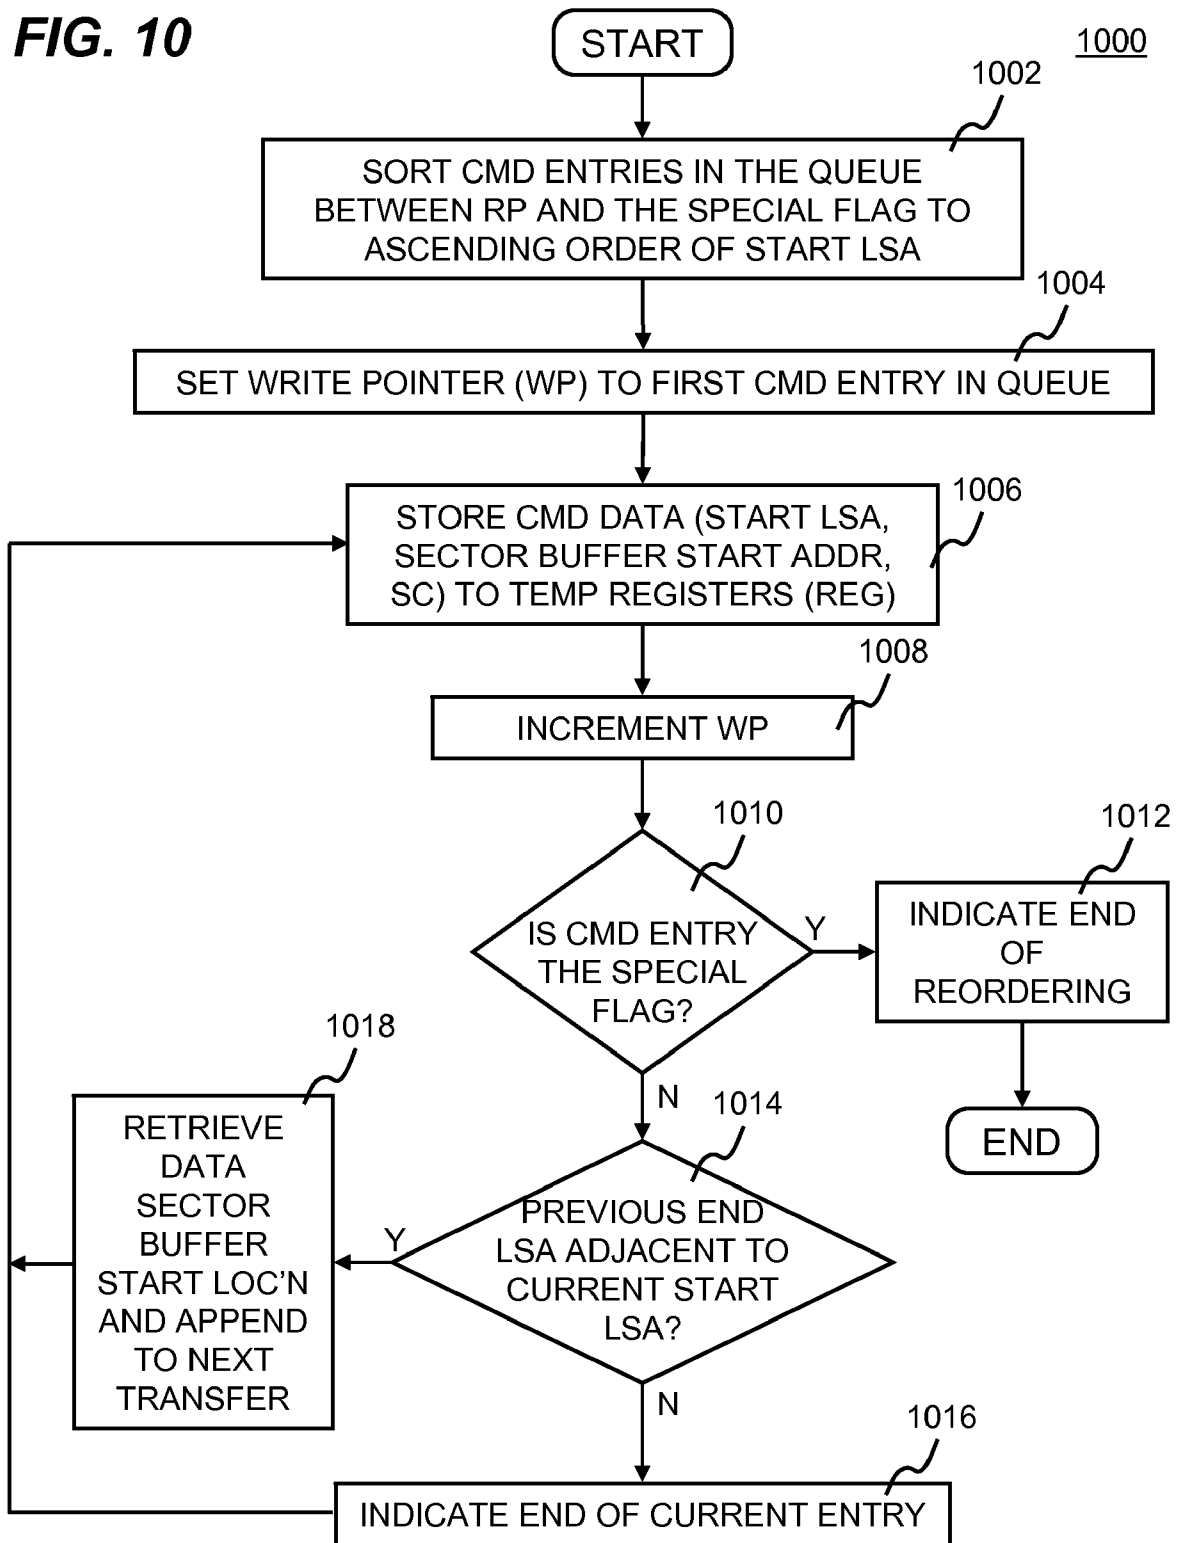 FIG. 10
START
1000
1002
SORT CMD ENTRIES IN THE QUEUE
BETWEEN RP AND THE SPECIAL FLAG TO
ASCENDING ORDER OF START LSA
1004
SET WRITE POINTER (WP) TO FIRST CMD ENTRY IN QUEUE
1006
STORE CMD DATA (START LSA,
SECTOR BUFFER START ADDR,
SC) TO TEMP REGISTERS (REG)
1008
INCREMENT WP
1010
IS CMD ENTRY
THE SPECIAL
FLAG?
Y
1012
INDICATE END
OF
REORDERING
END
N
1014
PREVIOUS END
LSA ADJACENT TO
CURRENT START
LSA?
Y
1018
RETRIEVE
DATA
SECTOR
BUFFER
START LOC'N
AND APPEND
TO NEXT
TRANSFER
N
1016
INDICATE END OF CURRENT ENTRY